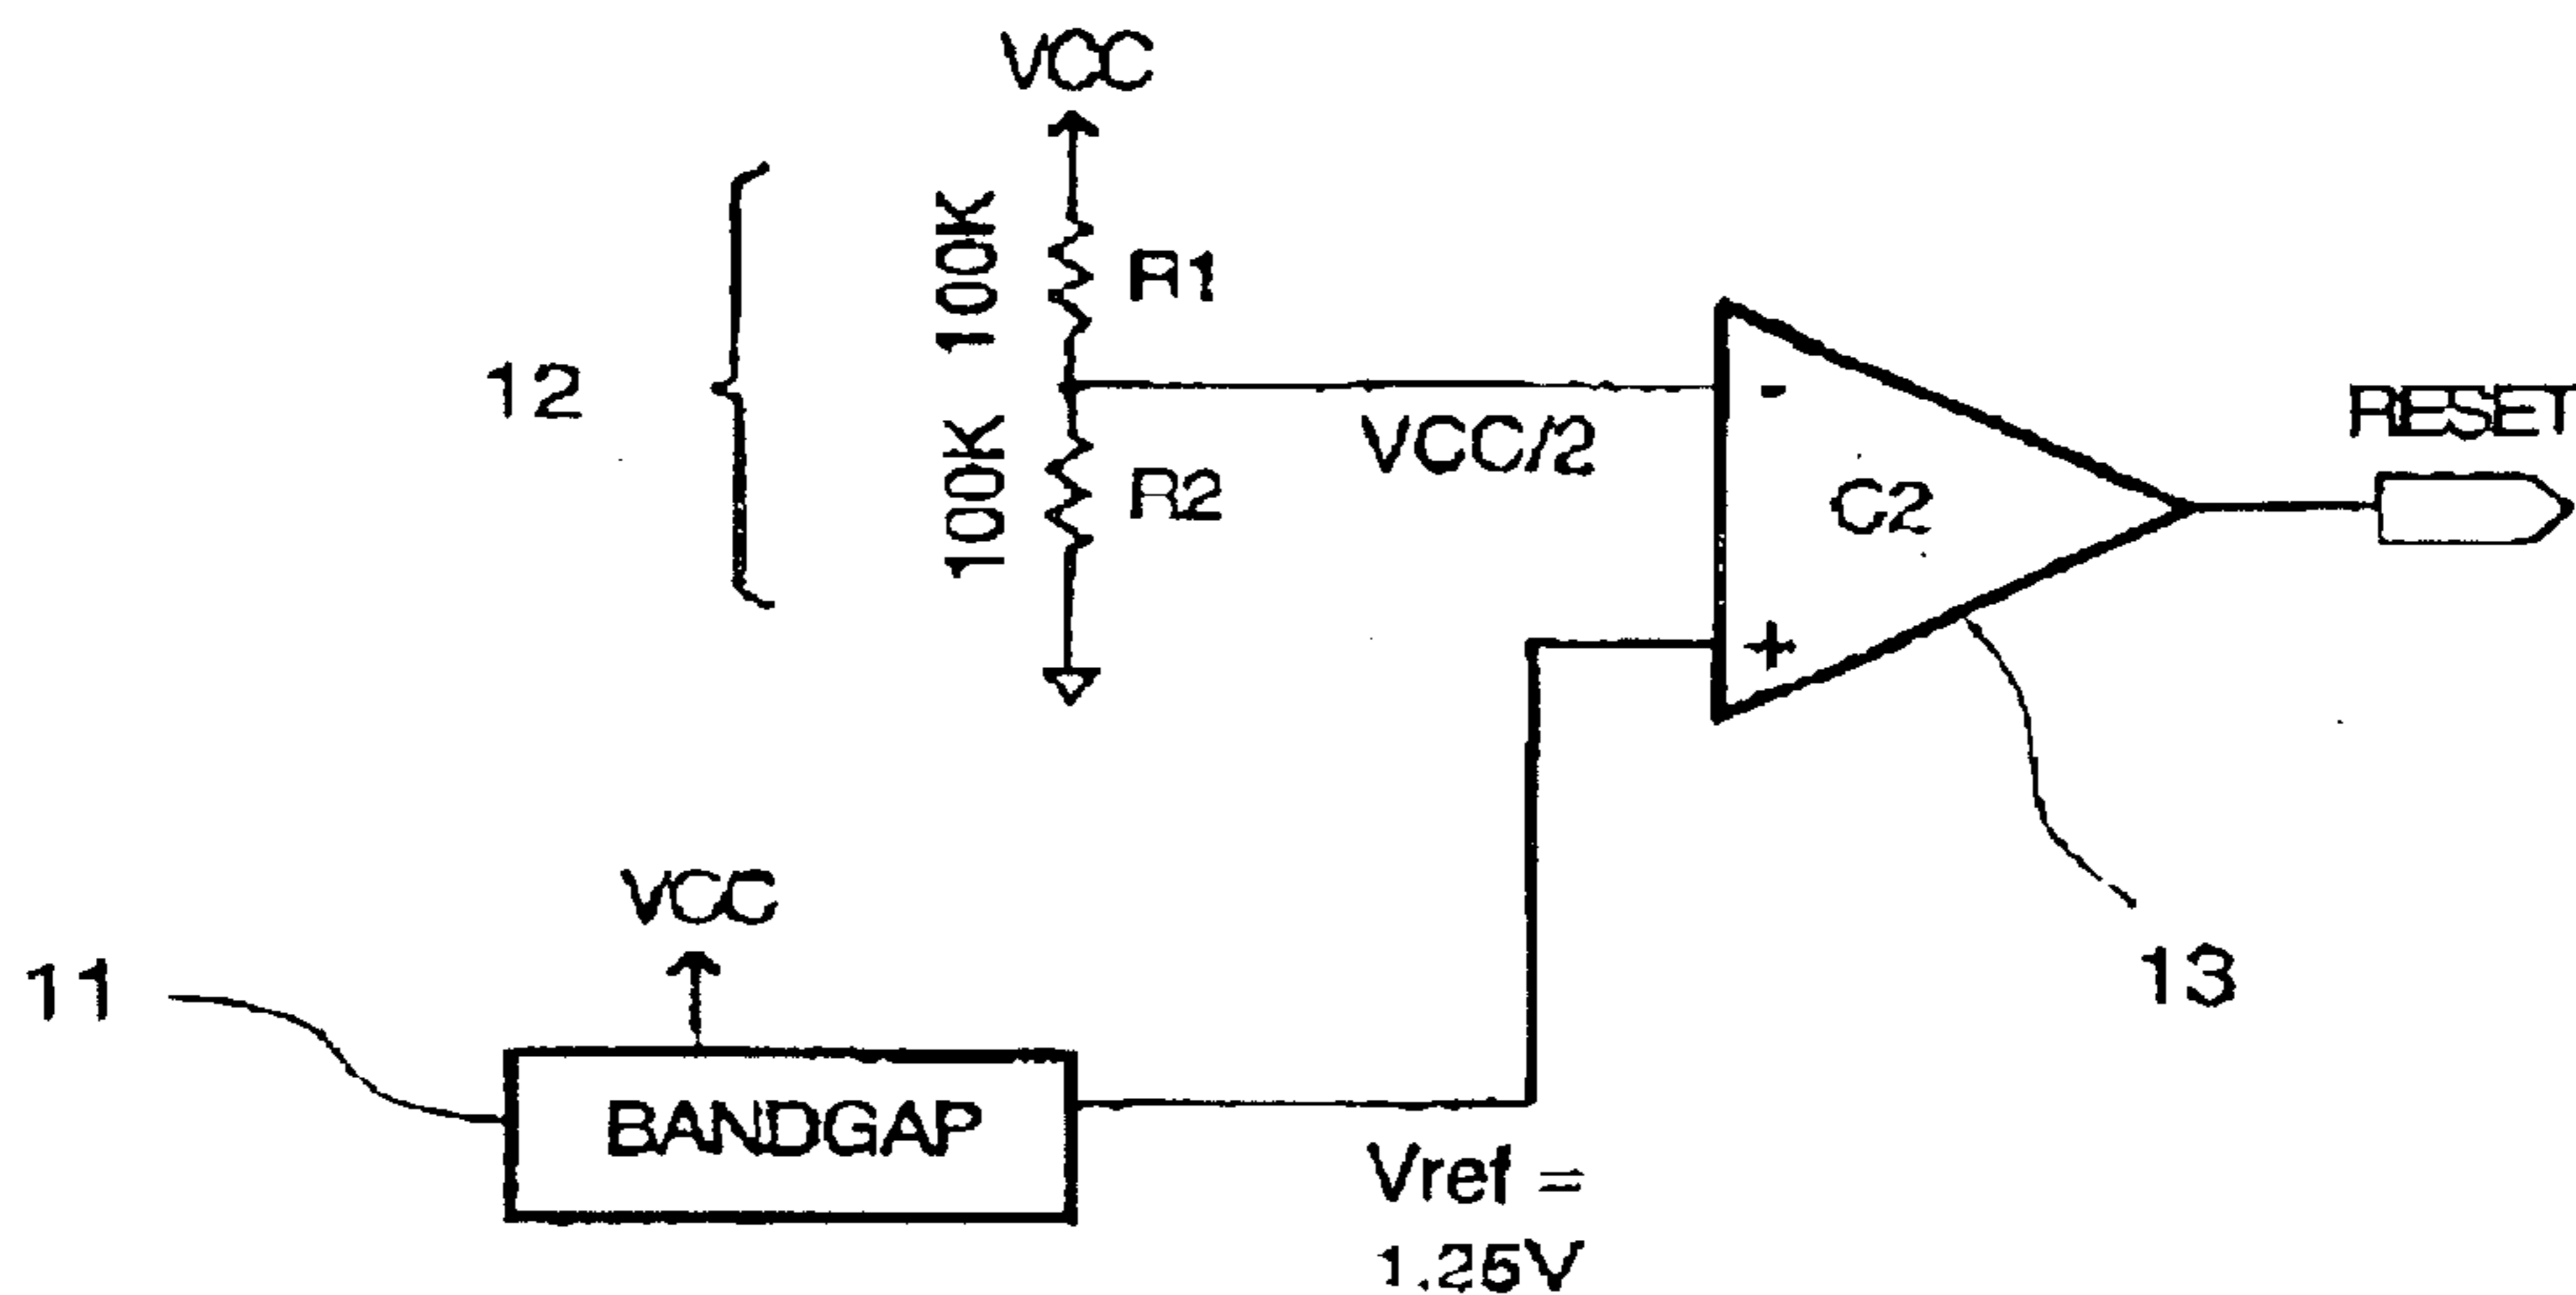 VCC
100K
R1
12
VCC/2
100K
R2
-
+
C2
RESET
13
VCC
11
BANDGAP
Vref =
1.25V